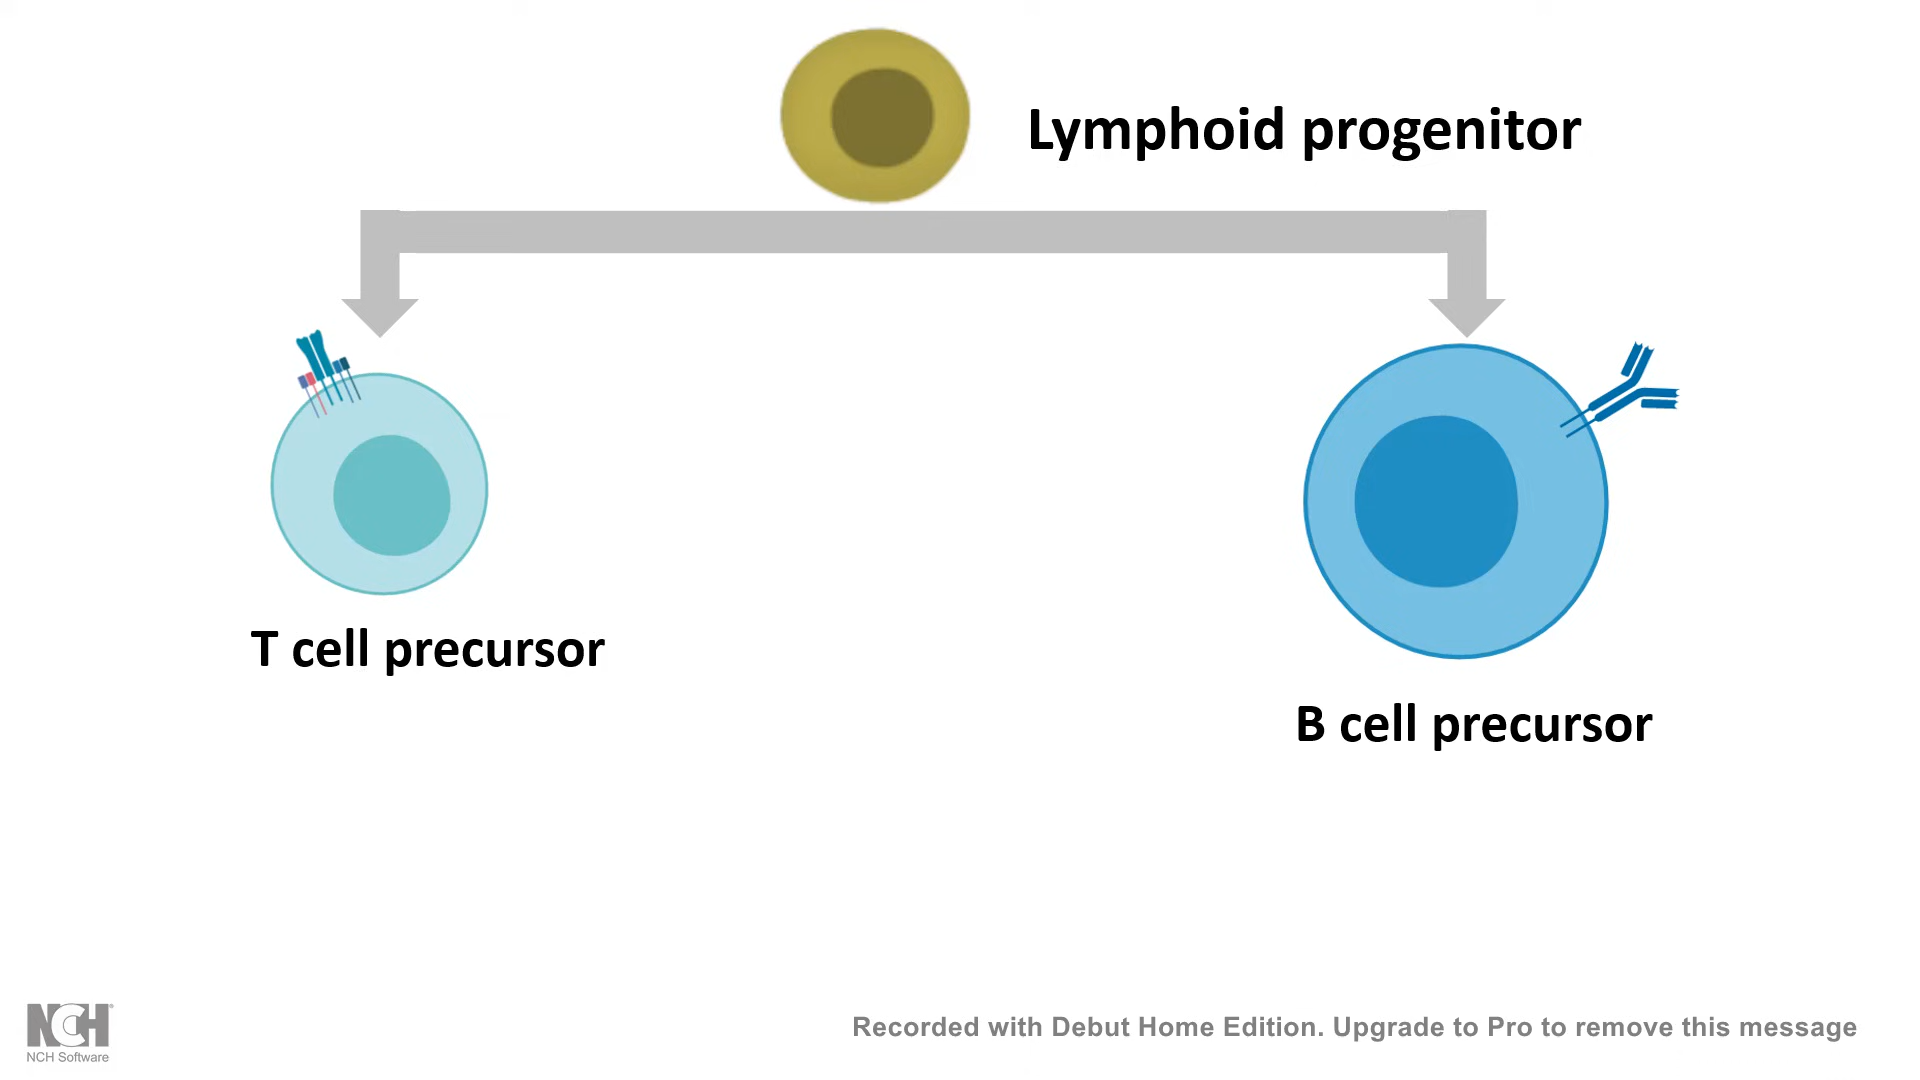 Lymphoid progenitor
T cell precursor
B cell precursor
NCH
NCH Software
Recorded with Debut Home Edition. Upgrade to Pro to remove this message